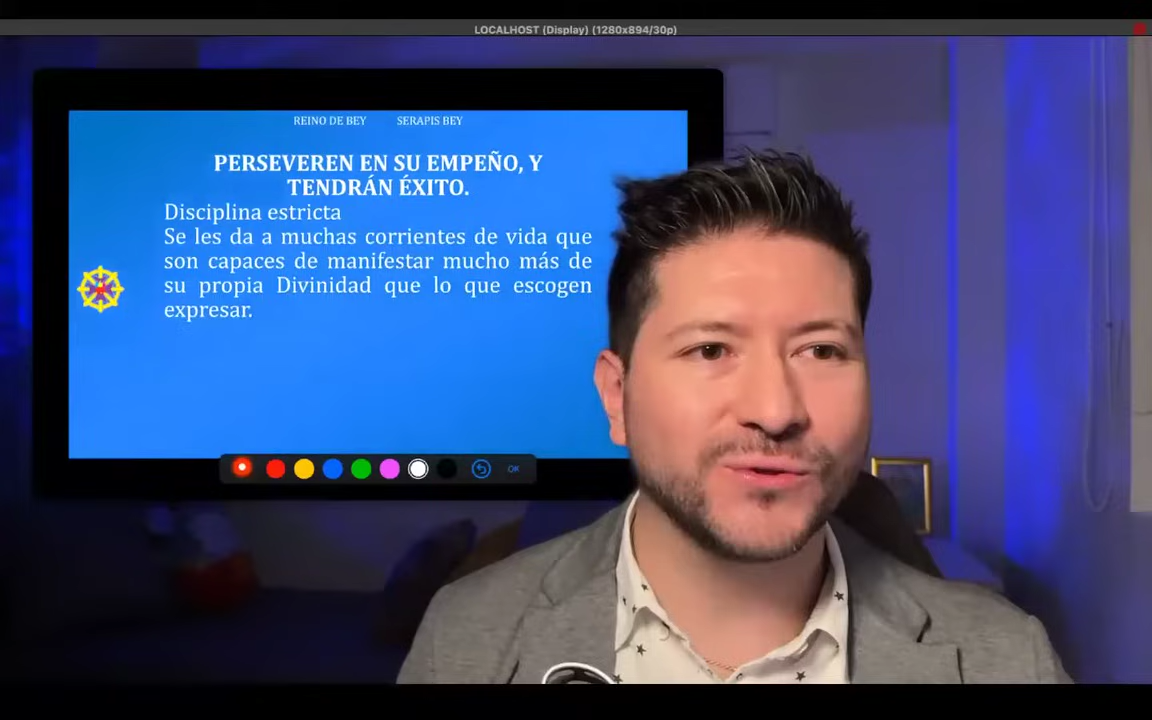 LOCALHOST (Display) (1280x894/30p)
REINO DE BEY SERAPIS BEY
PERSEVEREN EN SU EMPEÑO, Y
TENDRÁN ÉXITO.
Disciplina estricta
Se les da a muchas corrientes de vida que
son capaces de manifestar mucho más de
su propia Divinidad que lo que escogen
expresar.
OK